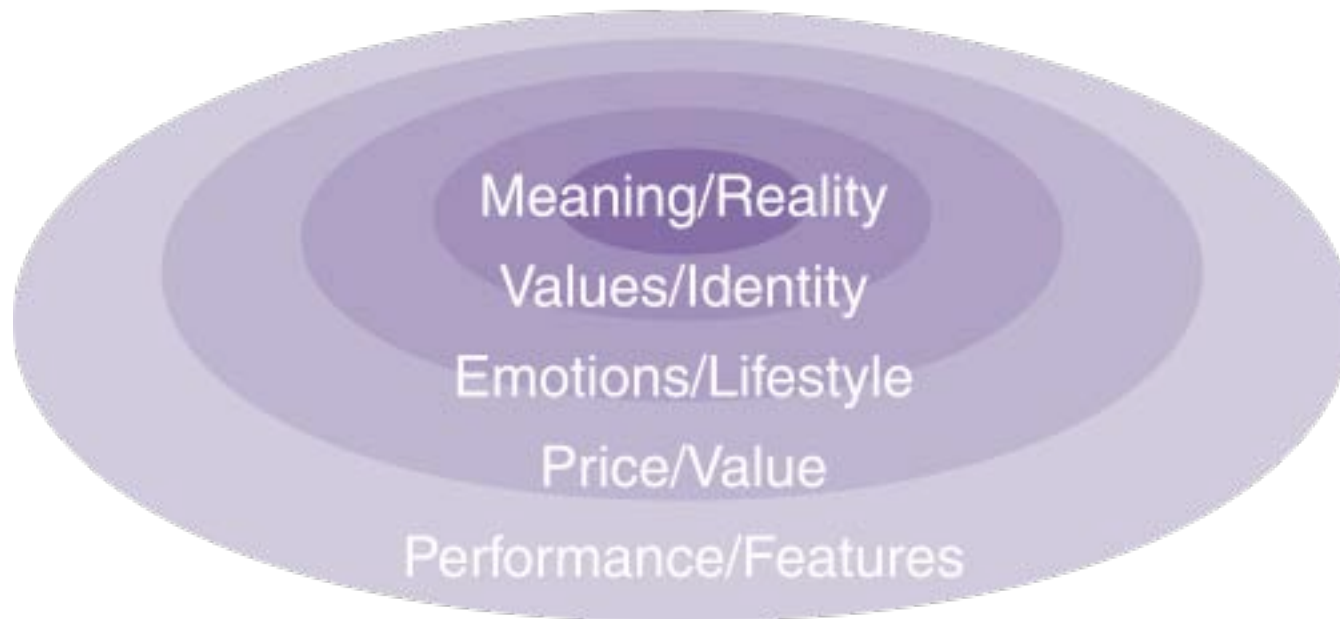 Meaning/Reality
Values/Identity
Emotions/Lifestyle
Price/Value
Performance/Features